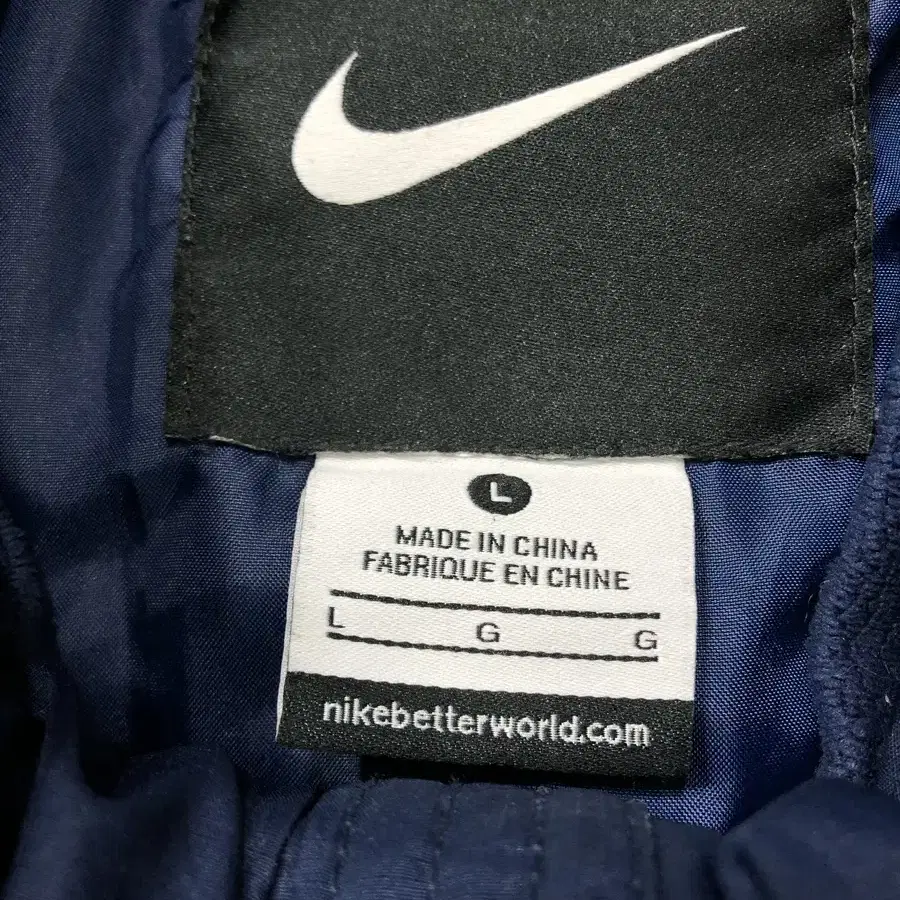 L
MADE IN CHINA
FABRIQUE EN CHINE
L G G
nikebetterworld.com